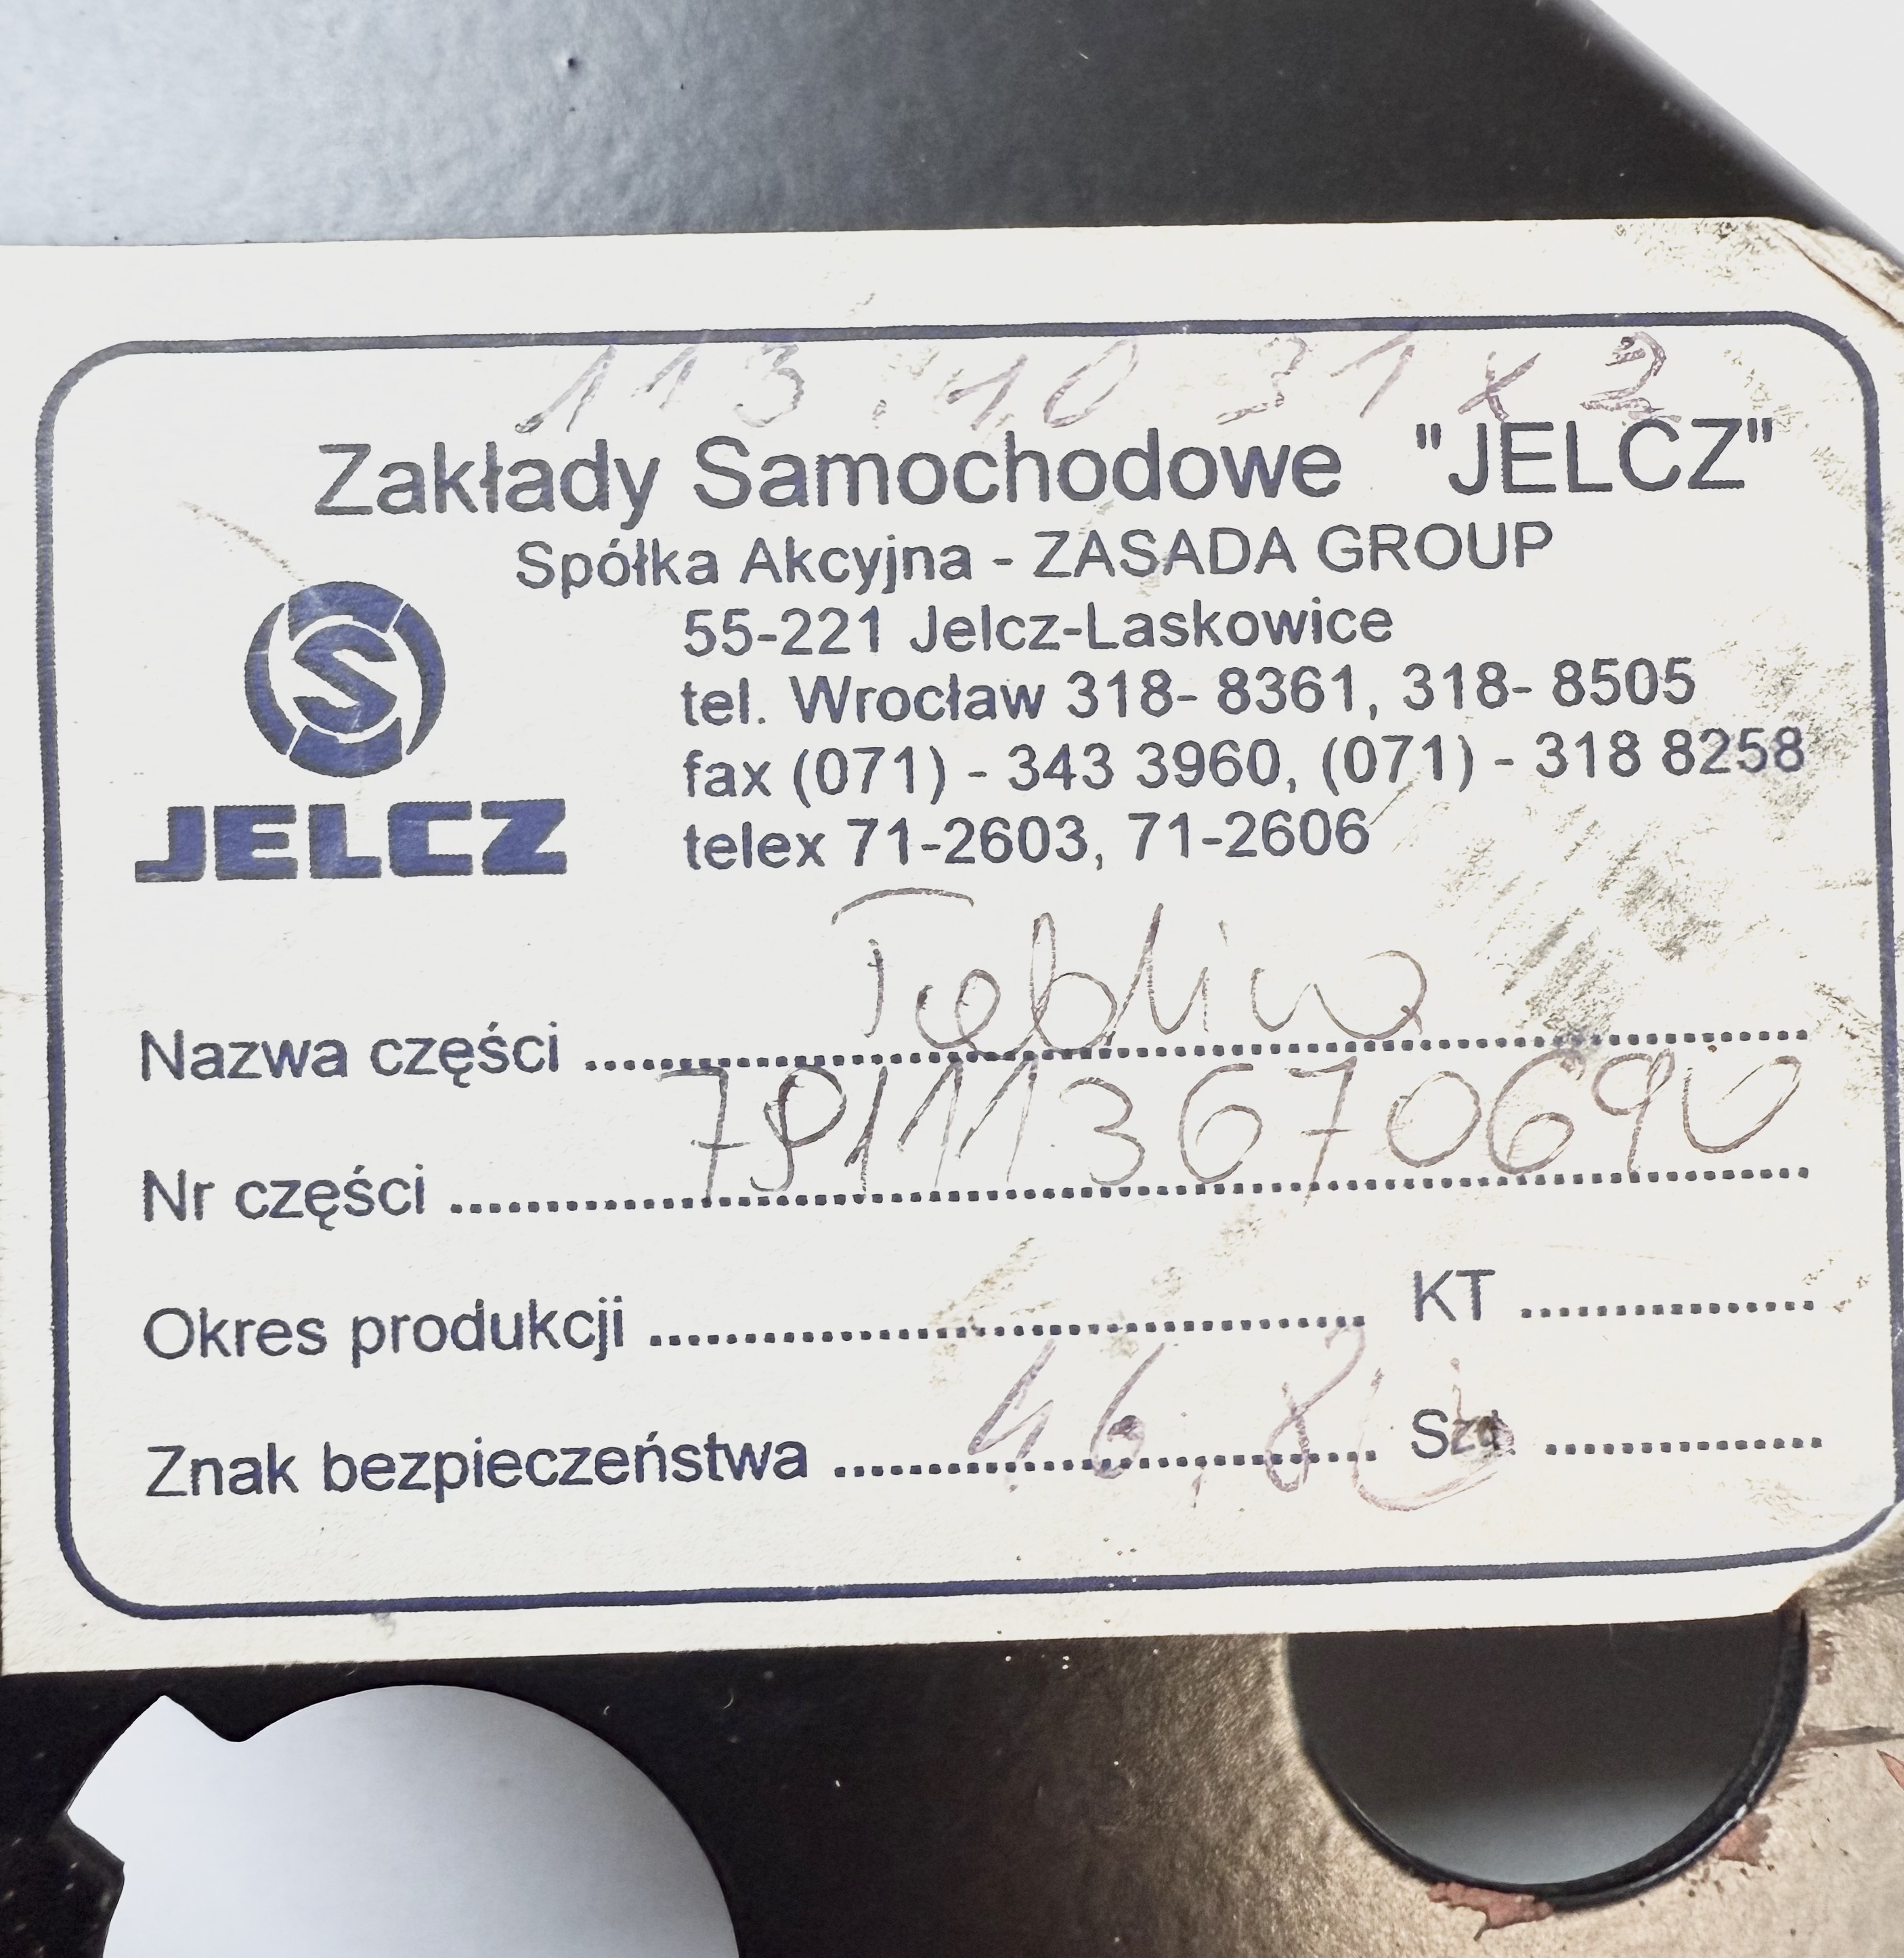 113.10 31 x 2
Zakłady Samochodowe "JELCZ"
Spółka Akcyjna - ZASADA GROUP
55-221 Jelcz-Laskowice
tel. Wrocław 318- 8361, 318- 8505
fax (071) - 343 3960, (071) - 318 8258
telex 71-2603, 71-2606
S
JELCZ
Nazwa części ........ Tablica
Nr części ........
Okres produkcji ........ KT ........
Znak bezpieczeństwa ........ Szt. ........